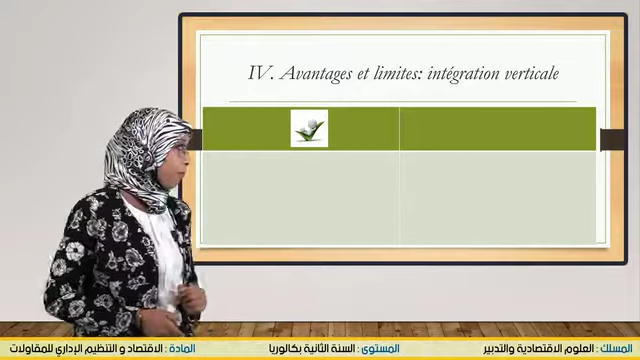 IV. Avantages et limites: intégration verticale
المسلك : العلوم الاقتصادية والتدبير
المستوى : السنة الثانية بكالوريا
المادة : الاقتصاد و التنظيم الإداري للمقاولات